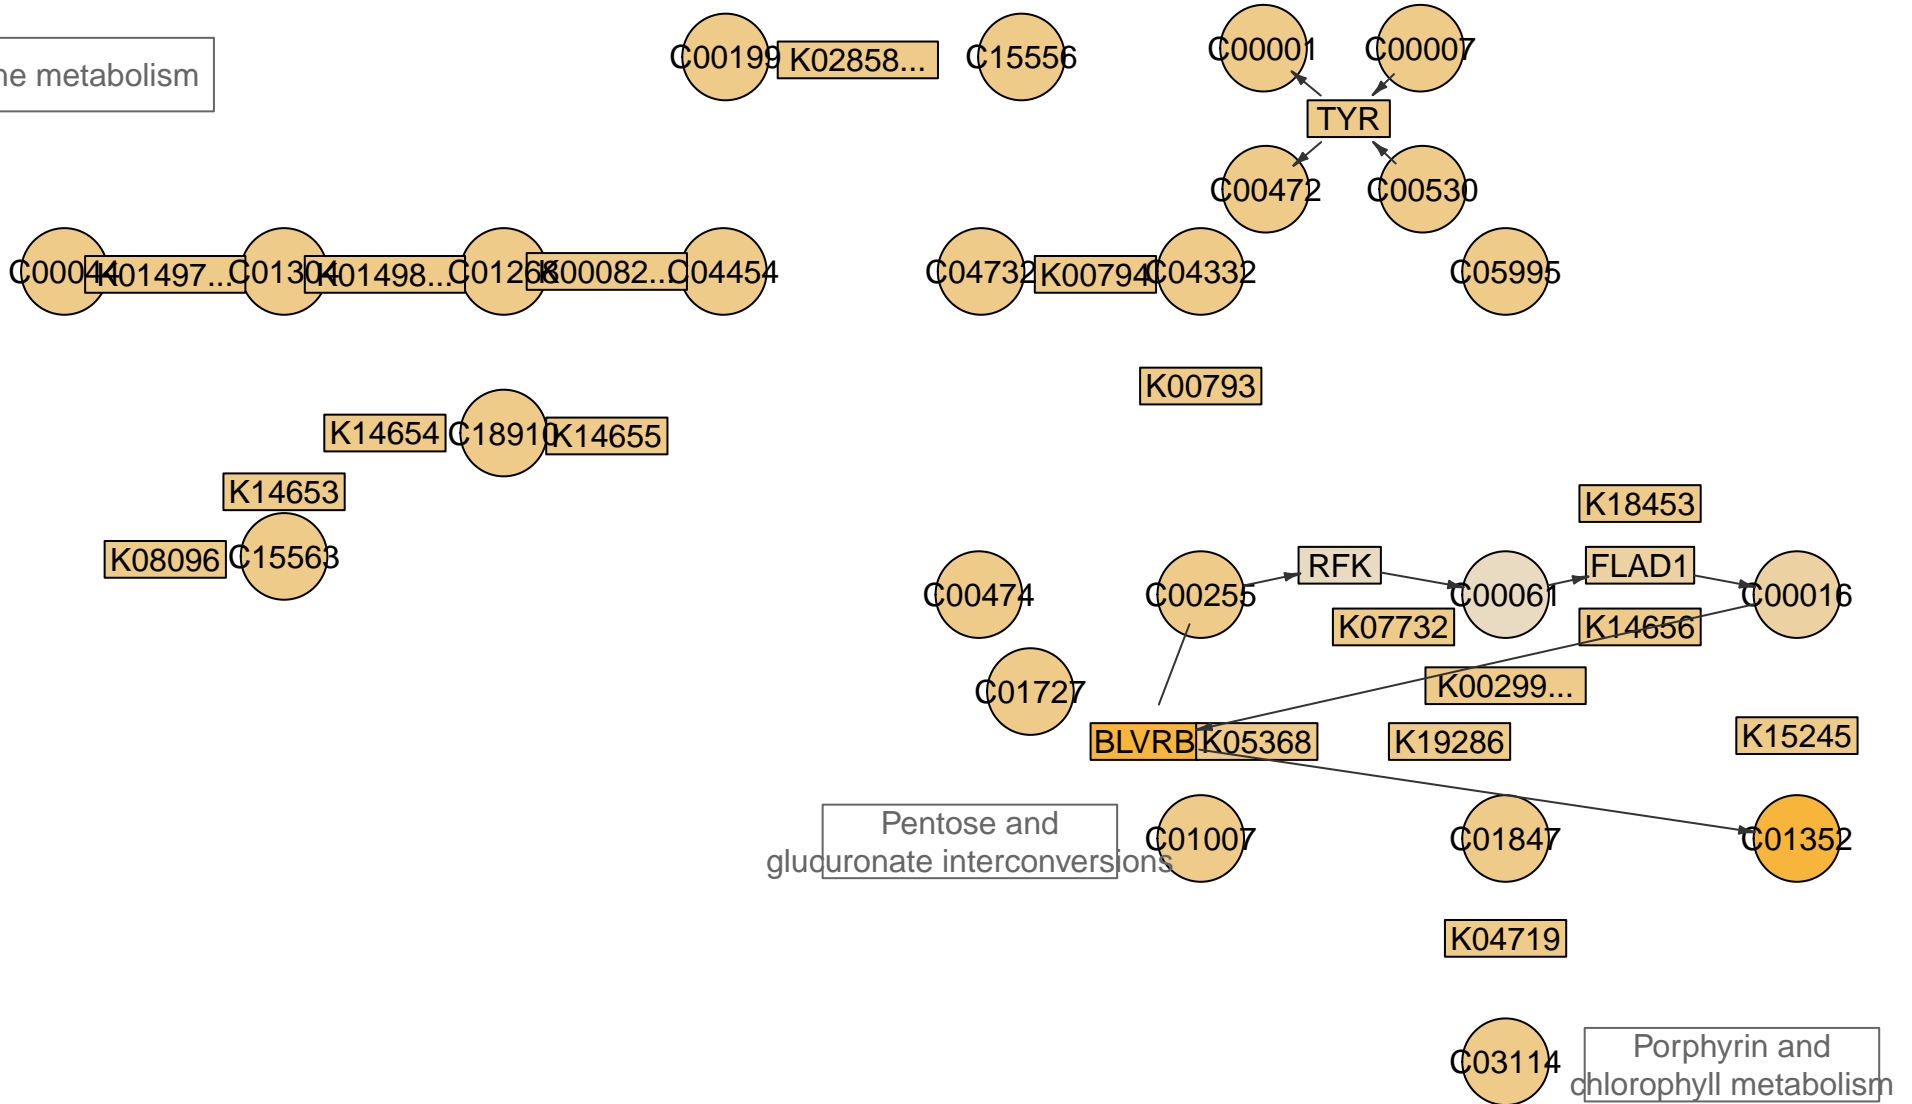 C00199 K02858... C15556 C00001 C00007
ne metabolism
TYR
C00472 C00530
C00044 K01497... C01304 K01498... C01268 K00082... C04454 C04732 K00794 C04332 C05995
K00793
K14654 C18910 K14655
K14653
K18453
K08096 C15563
RFK FLAD1
C00474 C00255 C00061 C00016
K07732 K14656
C01727 K00299...
BLVRB K05368 K19286 K15245
Pentose and
glucuronate interconversions
C01007 C01847 C01352
K04719
C03114
Porphyrin and
chlorophyll metabolism